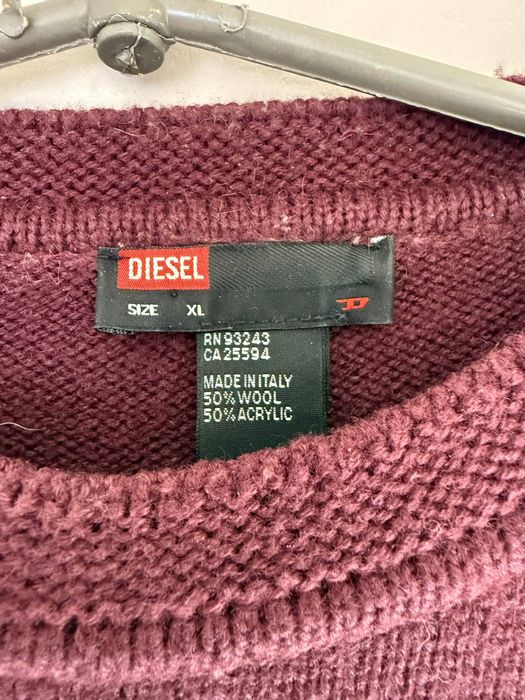 DIESEL
SIZE XL
D
RN 93243
CA 25594
MADE IN ITALY
50% WOOL
50% ACRYLIC